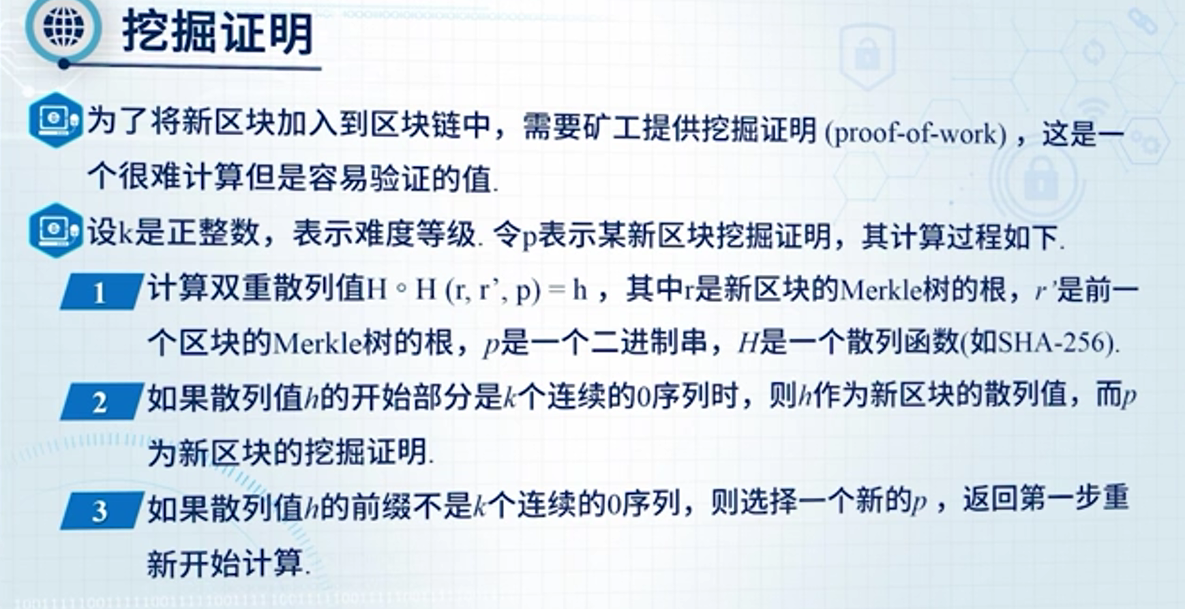 挖掘证明
为了将新区块加入到区块链中，需要矿工提供挖掘证明 (proof-of-work) ，这是一
个很难计算但是容易验证的值.
设k是正整数，表示难度等级. 令p表示某新区块挖掘证明，其计算过程如下.
1 计算双重散列值H∘H (r, r’, p) = h ，其中r是新区块的Merkle树的根，r’是前一
个区块的Merkle树的根，p是一个二进制串，H是一个散列函数(如SHA-256).
2 如果散列值h的开始部分是k个连续的0序列时，则h作为新区块的散列值，而p
为新区块的挖掘证明.
3 如果散列值h的前缀不是k个连续的0序列，则选择一个新的p ，返回第一步重
新开始计算.